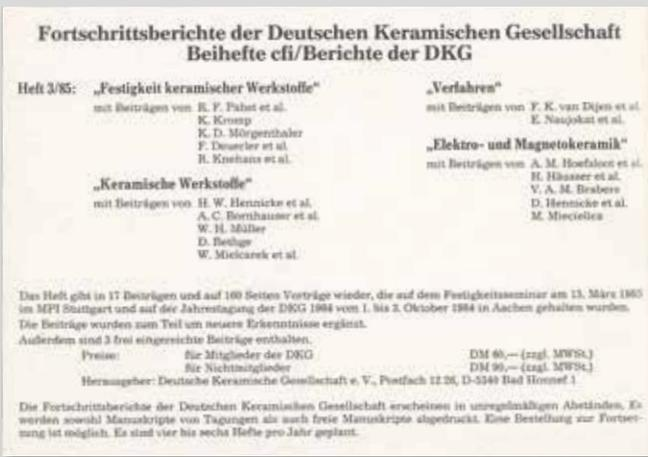 Fortschrittsberichte der Deutschen Keramischen Gesellschaft
Beihefte cfi/Berichte der DKG
Heft 3/85: „Festigkeit keramischer Werkstoffe“
mit Beiträgen von R. F. Pabst et al.
K. Kromp
K. D. Mörgenthaler
F. Deuerler et al.
R. Knehans et al.
„Keramische Werkstoffe“
mit Beiträgen von H. W. Hennicke et al.
A. C. Bornhauser et al.
W. H. Müller
D. Bethge
W. Mielcarek et al.
„Verfahren“
mit Beiträgen von F. K. van Dijen et al.
E. Naujokat et al.
„Elektro- und Magnetokeramik“
mit Beiträgen von A. M. Hoefsloot et al.
H. Häusser et al.
V. A. M. Brabers
D. Hennicke et al.
M. Miecielica
Das Heft gibt in 17 Beiträgen und auf 160 Seiten Vorträge wieder, die auf dem Festigkeitsseminar am 13. März 1985
im MPI Stuttgart und auf der Jahrestagung der DKG 1984 vom 1. bis 3. Oktober 1984 in Aachen gehalten wurden.
Die Beiträge wurden zum Teil um neuere Erkenntnisse ergänzt.
Außerdem sind 3 frei eingereichte Beiträge enthalten.
Preise: für Mitglieder der DKG DM 60,— (zzgl. MWSt.)
für Nichtmitglieder DM 90,— (zzgl. MWSt.)
Herausgeber: Deutsche Keramische Gesellschaft e. V., Postfach 12 26, D-5340 Bad Honnef 1
Die Fortschrittsberichte der Deutschen Keramischen Gesellschaft erscheinen in unregelmäßigen Abständen. Es
werden sowohl Manuskripte von Tagungen als auch freie Manuskripte abgedruckt. Eine Bestellung zur Fortset-
zung ist möglich. Es sind vier bis sechs Hefte pro Jahr geplant.